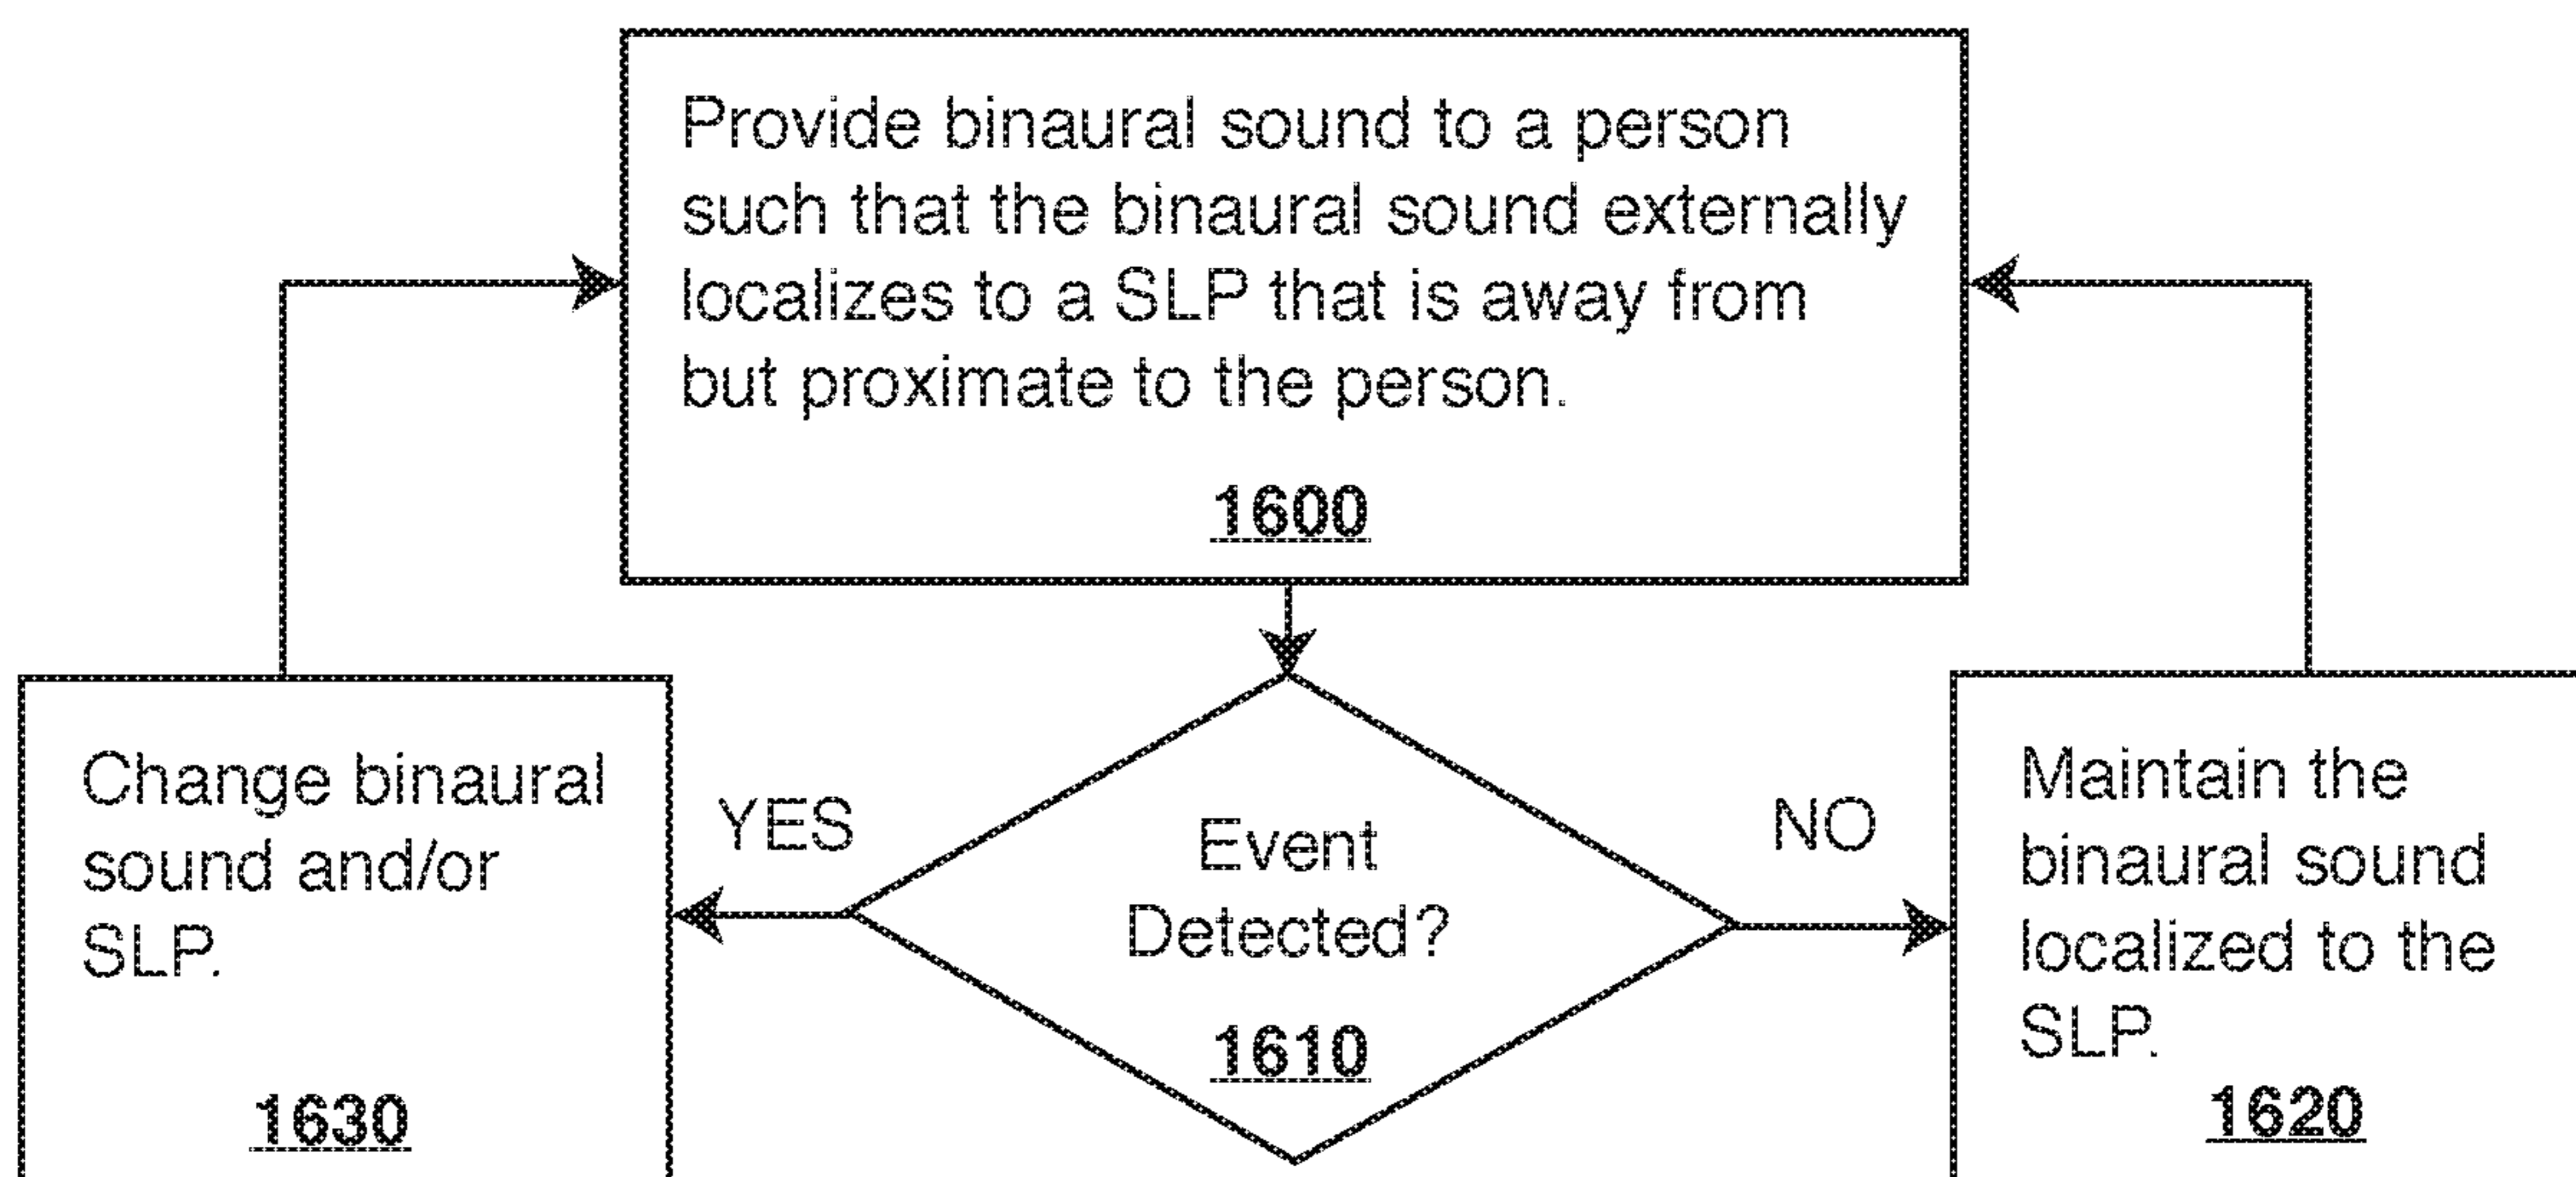 Provide binaural sound to a person
such that the binaural sound externally
localizes to a SLP that is away from
but proximate to the person.
1600
Change binaural
sound and/or
SLP.
1630
YES
Event
Detected?
1610
NO
Maintain the
binaural sound
localized to the
SLP.
1620